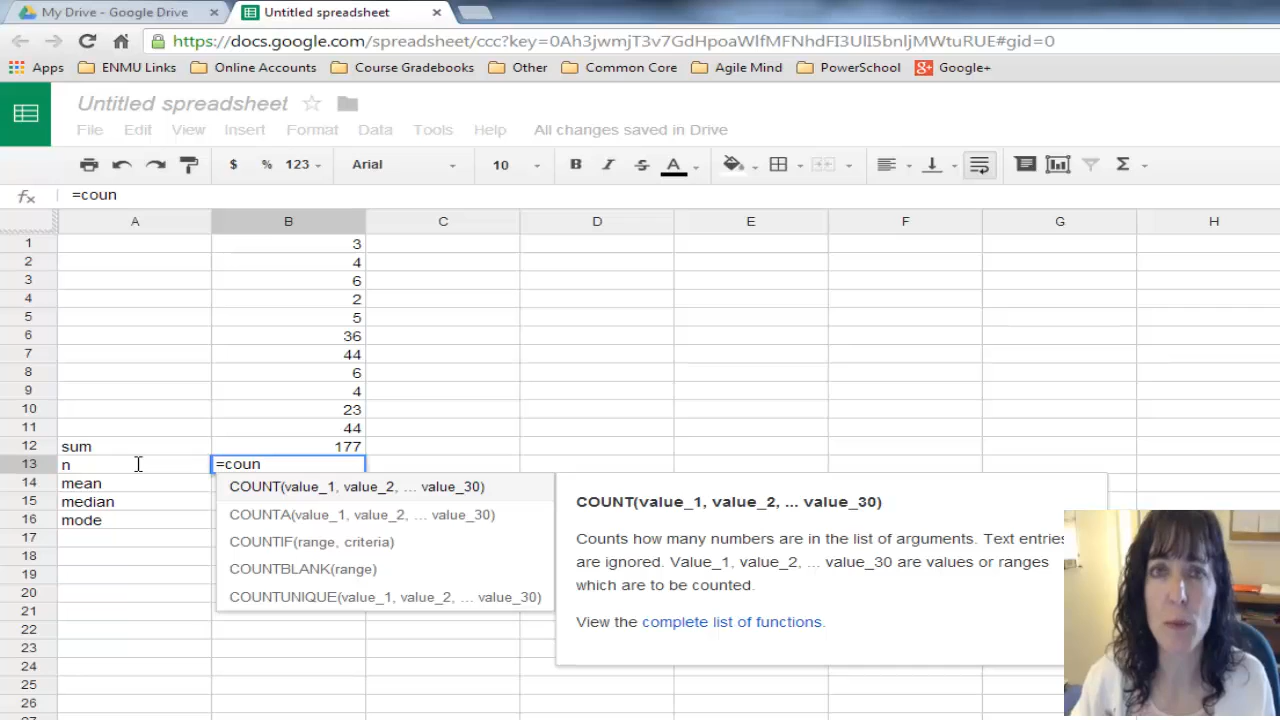 My Drive - Google Drive × Untitled spreadsheet ×
https://docs.google.com/spreadsheet/ccc?key=0Ah3jwmjT3v7GdHpoaWlfMFNhdFI3UlI5bnljMWtuRUE#gid=0
Apps ENMU Links Online Accounts Course Gradebooks Other Common Core Agile Mind PowerSchool Google+
Untitled spreadsheet
File Edit View Insert Format Data Tools Help All changes saved in Drive
$ % 123 Arial 10 B I S A Σ
fx =coun
A B C D E F G H
1 3
2 4
3 6
4 2
5 5
6 36
7 44
8 6
9 4
10 23
11 44
12 sum 177
13 n =coun
14 mean
15 median
16 mode
17
18
19
20
21
22
23
24
25
26
27
COUNT(value_1, value_2, ... value_30)
COUNTA(value_1, value_2, ... value_30)
COUNTIF(range, criteria)
COUNTBLANK(range)
COUNTUNIQUE(value_1, value_2, ... value_30)
COUNT(value_1, value_2, ... value_30)
Counts how many numbers are in the list of arguments. Text entries
are ignored. Value_1, value_2, ... value_30 are values or ranges
which are to be counted.
View the complete list of functions.